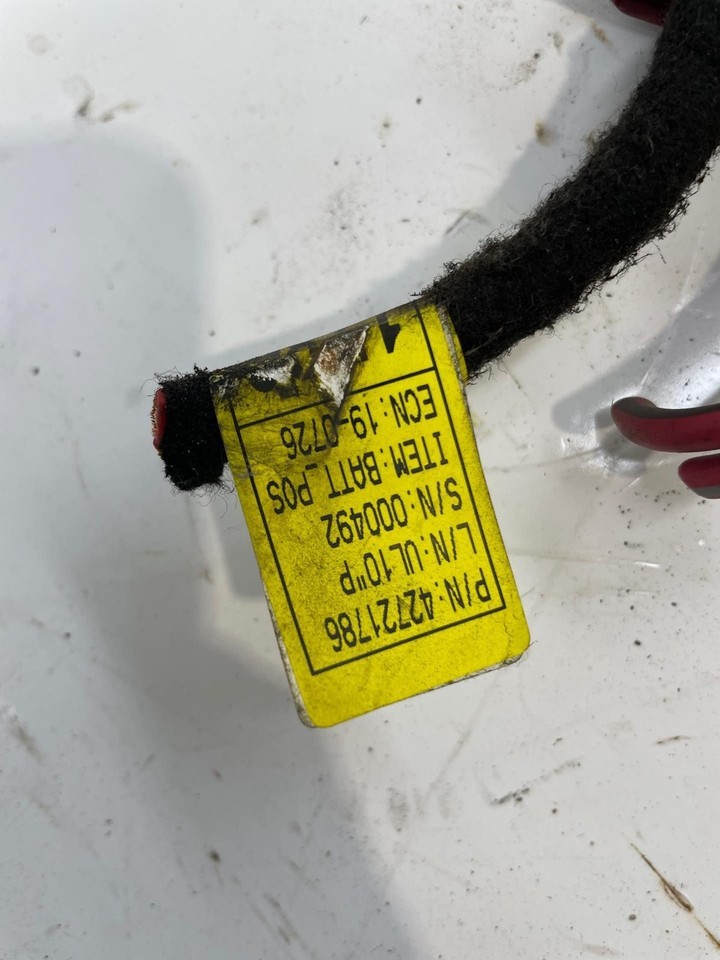 P/N:42721786
L/N:UL10"P
S/N:000492
ITEM:BATT_POS
ECN:19-0726